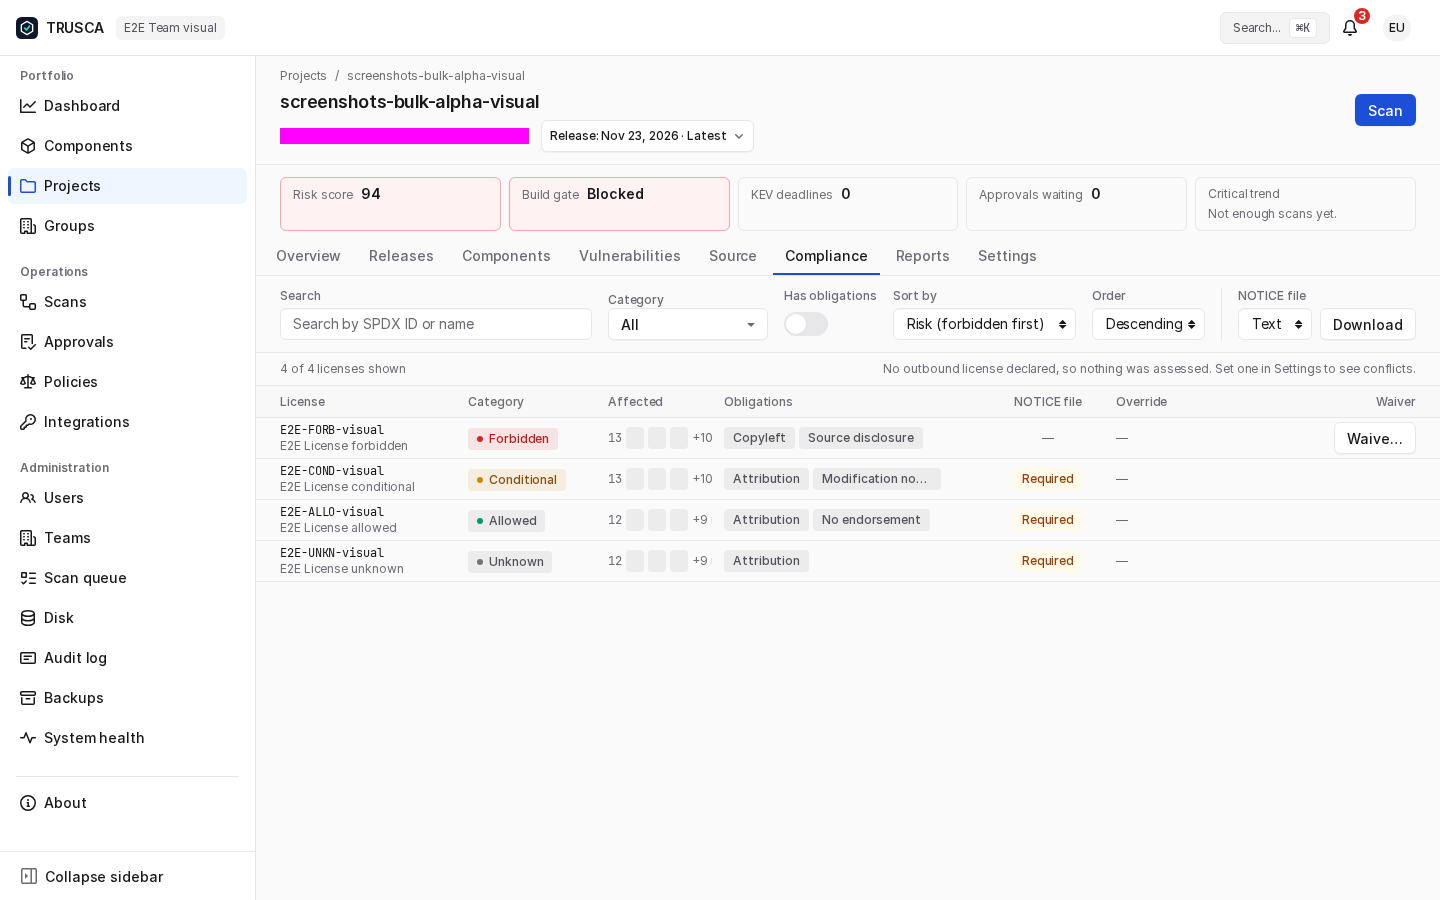 TRUSCA E2E Team visual Search... ⌘K 3 EU
Portfolio
Dashboard
Components
Projects
Groups
Operations
Scans
Approvals
Policies
Integrations
Administration
Users
Teams
Scan queue
Disk
Audit log
Backups
System health
About
Collapse sidebar
Projects / screenshots-bulk-alpha-visual
screenshots-bulk-alpha-visual
Release: Nov 23, 2026 · Latest
Scan
Risk score 94
Build gate Blocked
KEV deadlines 0
Approvals waiting 0
Critical trend
Not enough scans yet.
Overview Releases Components Vulnerabilities Source Compliance Reports Settings
Search Category Has obligations Sort by Order NOTICE file
Search by SPDX ID or name All Risk (forbidden first) Descending Text Download
4 of 4 licenses shown No outbound license declared, so nothing was assessed. Set one in Settings to see conflicts.
License Category Affected Obligations NOTICE file Override Waiver
E2E-FORB-visual
E2E License forbidden Forbidden 13 +10 Copyleft Source disclosure — — Waive...
E2E-COND-visual
E2E License conditional Conditional 13 +10 Attribution Modification no... Required —
E2E-ALLO-visual
E2E License allowed Allowed 12 +9 Attribution No endorsement Required —
E2E-UNKN-visual
E2E License unknown Unknown 12 +9 Attribution Required —